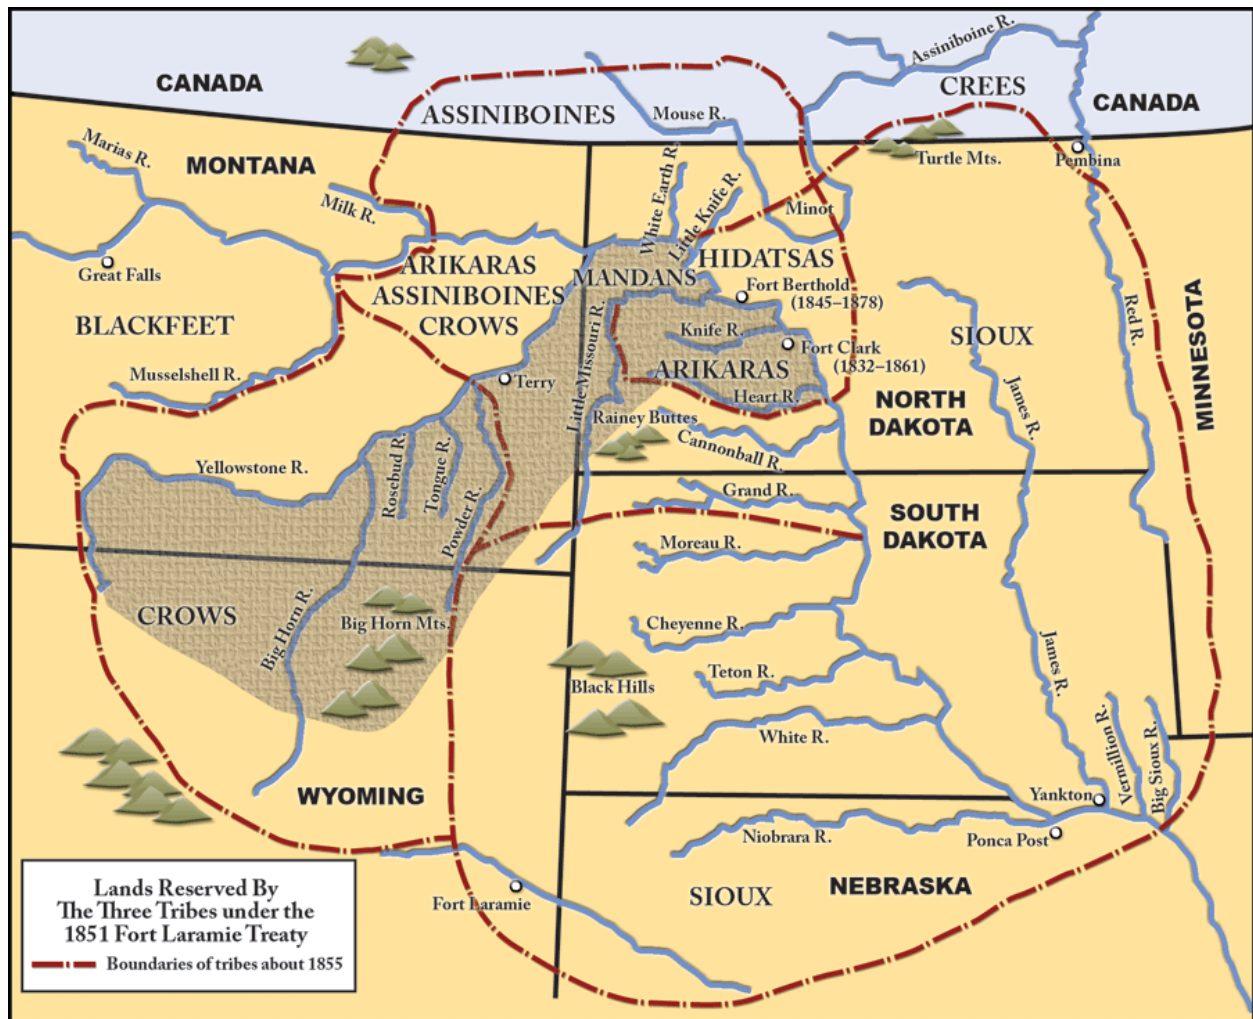 Assiniboine R.
CANADA
CREES
CANADA
ASSINIBOINES
Mouse R.
Marias R.
MONTANA
Turtle Mts.
Pembina
Milk R.
White Earth R.
Little Knife R.
Minot
Great Falls
ARIKARAS
ASSINIBOINES
CROWS
MANDANS
HIDATSAS
Fort Berthold
(1845–1878)
BLACKFEET
Knife R.
Fort Clark
(1832–1861)
SIOUX
Red R.
MINNESOTA
Musselshell R.
Terry
Little Missouri R.
ARIKARAS
Heart R.
James R.
NORTH
DAKOTA
Rainey Buttes
Cannonball R.
Yellowstone R.
Rosebud R.
Tongue R.
Powder R.
Grand R.
SOUTH
DAKOTA
Moreau R.
CROWS
Big Horn R.
Big Horn Mts.
Cheyenne R.
Teton R.
Black Hills
James R.
White R.
Vermillion R.
Big Sioux R.
WYOMING
Yankton
Niobrara R.
Ponca Post
SIOUX
NEBRASKA
Fort Laramie
Lands Reserved By
The Three Tribes under the
1851 Fort Laramie Treaty
Boundaries of tribes about 1855